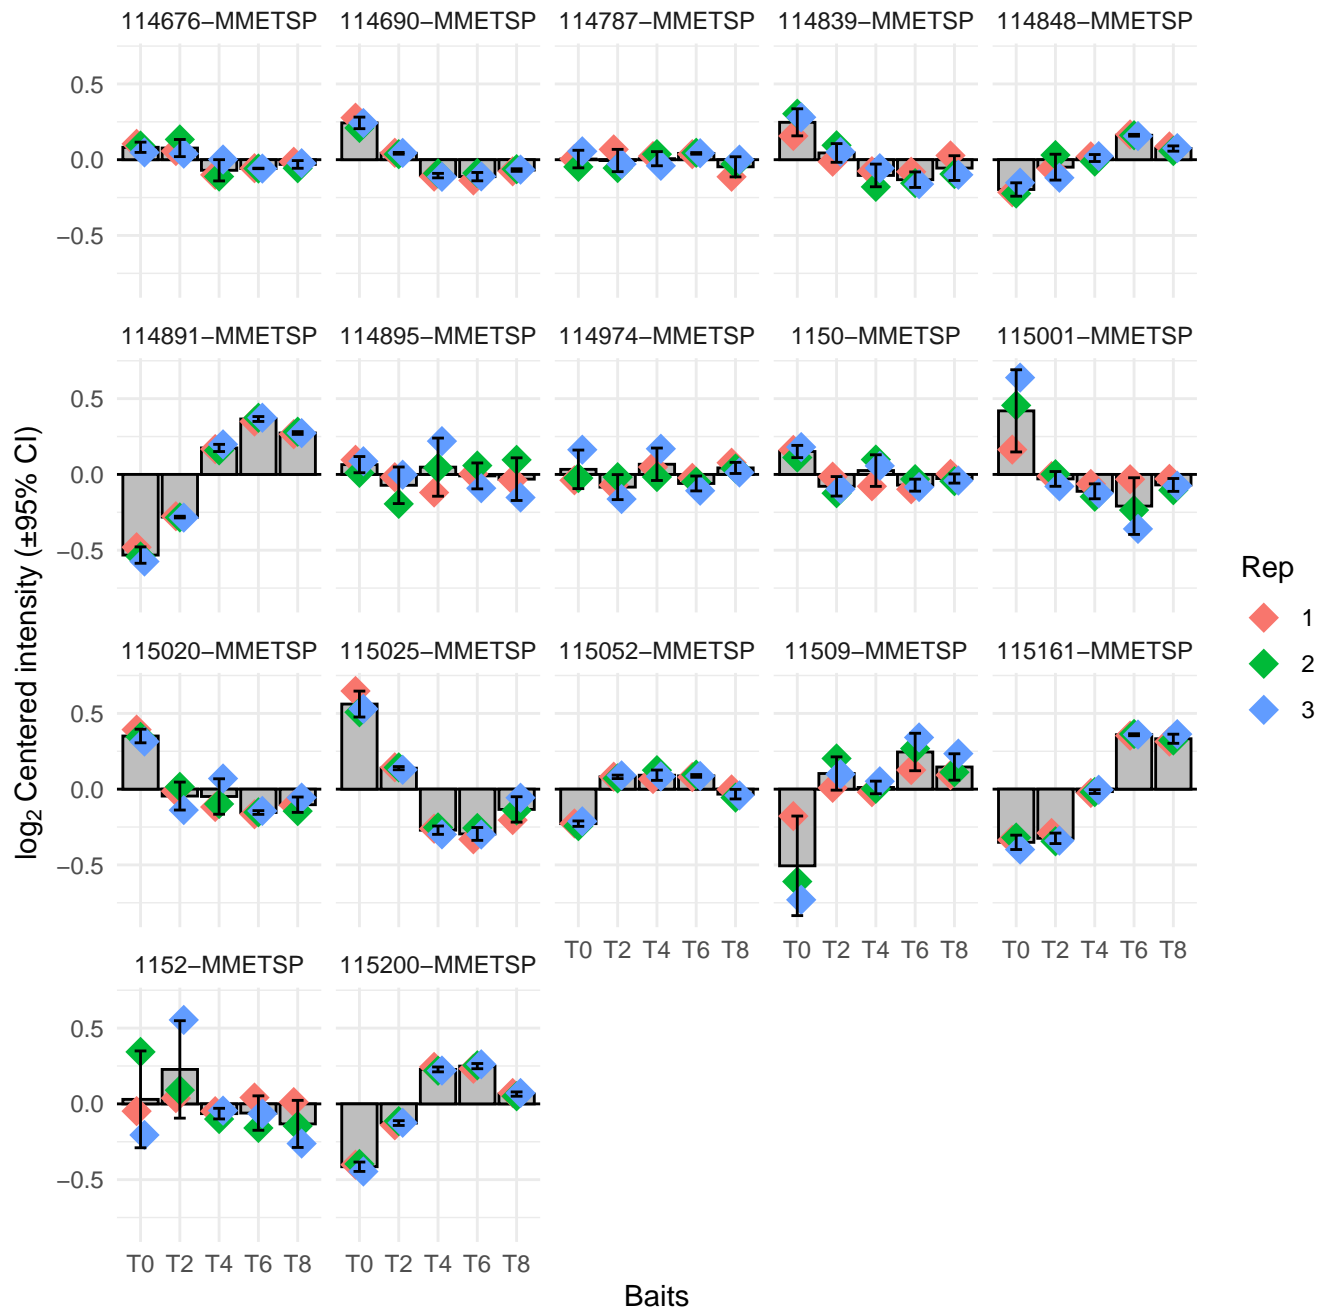 114676−MMETSP 114690−MMETSP 114787−MMETSP 114839−MMETSP 114848−MMETSP
0.5
0.0
−0.5
114891−MMETSP 114895−MMETSP 114974−MMETSP 1150−MMETSP 115001−MMETSP
0.5
0.0
−0.5
115020−MMETSP 115025−MMETSP 115052−MMETSP 11509−MMETSP 115161−MMETSP
0.5
0.0
−0.5
T0 T2 T4 T6 T8 T0 T2 T4 T6 T8 T0 T2 T4 T6 T8
1152−MMETSP 115200−MMETSP
0.5
0.0
−0.5
T0 T2 T4 T6 T8 T0 T2 T4 T6 T8
Baits
log₂ Centered intensity (±95% CI)
Rep
1
2
3